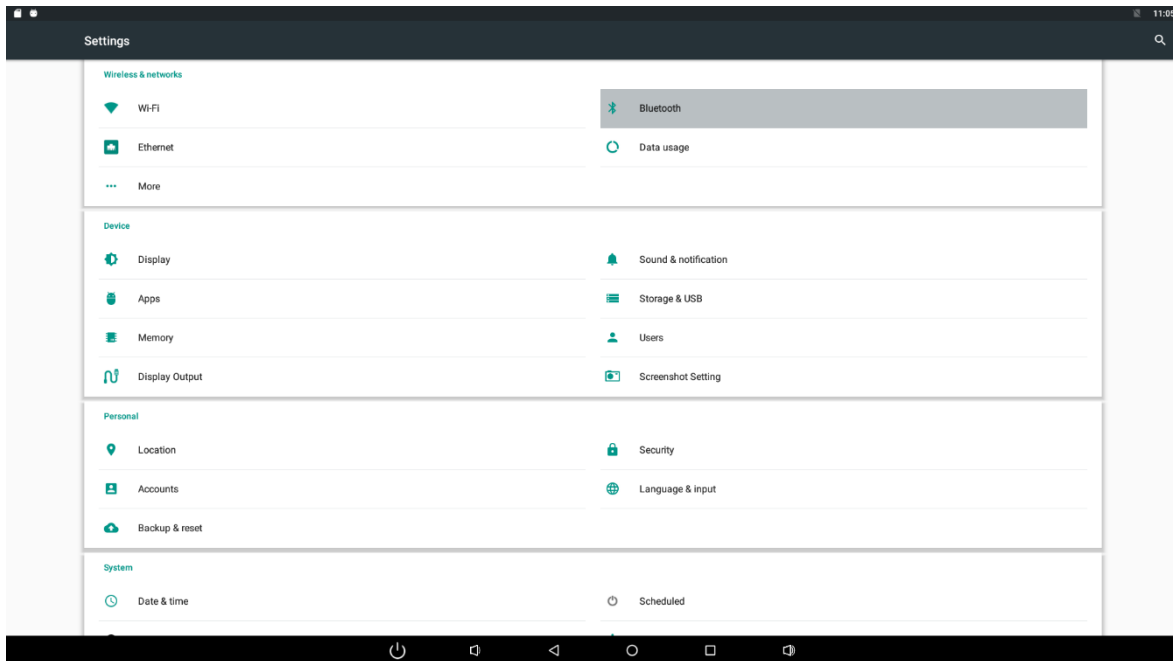 11:05
Settings
Wireless & networks
Wi-Fi
Bluetooth
Ethernet
Data usage
More
Device
Display
Sound & notification
Apps
Storage & USB
Memory
Users
Display Output
Screenshot Setting
Personal
Location
Security
Accounts
Language & input
Backup & reset
System
Date & time
Scheduled